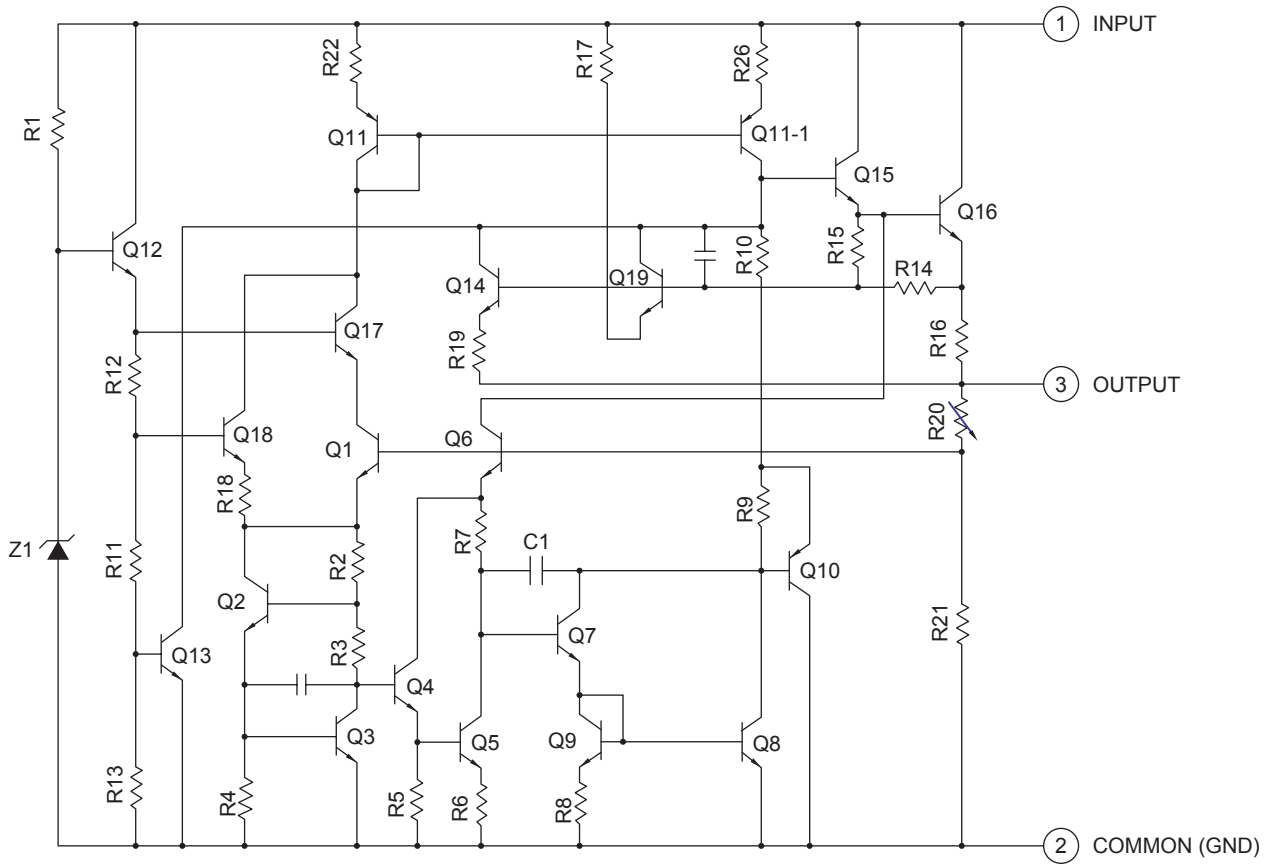 1 INPUT
R22
R17
R26
R1
Q11
Q11-1
Q15
Q16
Q12
R15
R10
R14
Q14
Q19
Q17
R19
R16
R12
3 OUTPUT
R20
Q18
Q1
Q6
R18
R9
R7
C1
Z1
R11
R2
Q10
Q2
R21
Q7
R3
Q13
Q4
Q3
Q5
Q9
Q8
R13
R4
R5
R6
R8
2 COMMON (GND)